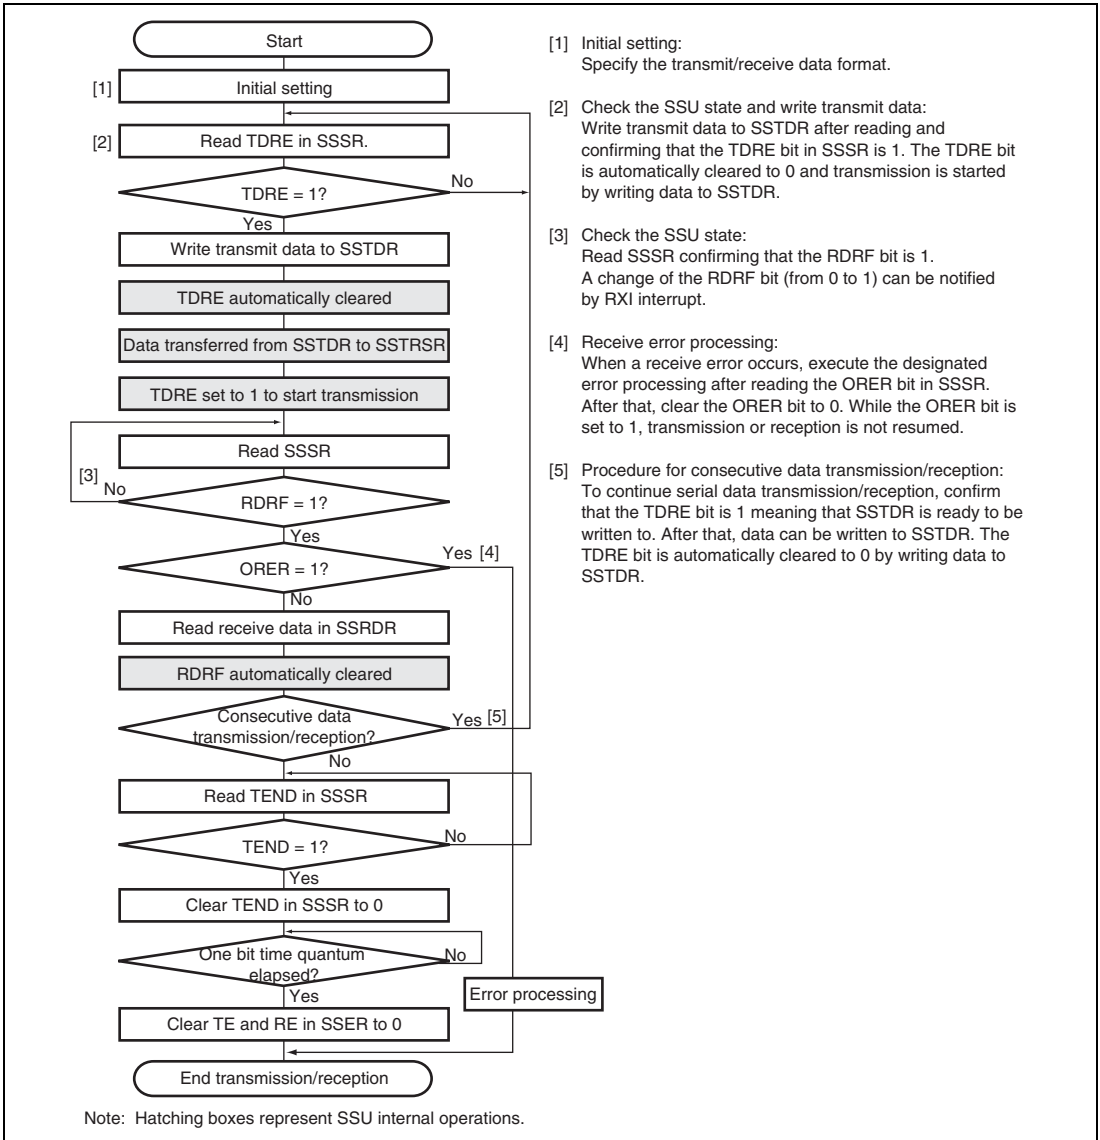 Start
[1] Initial setting
[2] Read TDRE in SSSR.
TDRE = 1?
No
Yes
Write transmit data to SSTDR
TDRE automatically cleared
Data transferred from SSTDR to SSTRSR
TDRE set to 1 to start transmission
Read SSSR
[3]
No
RDRF = 1?
Yes
Yes [4]
ORER = 1?
No
Read receive data in SSRDR
RDRF automatically cleared
Consecutive data
transmission/reception?
Yes [5]
No
Read TEND in SSSR
TEND = 1?
No
Yes
Clear TEND in SSSR to 0
One bit time quantum
elapsed?
No
Yes
Error processing
Clear TE and RE in SSER to 0
End transmission/reception
[1] Initial setting:
Specify the transmit/receive data format.
[2] Check the SSU state and write transmit data:
Write transmit data to SSTDR after reading and
confirming that the TDRE bit in SSSR is 1. The TDRE bit
is automatically cleared to 0 and transmission is started
by writing data to SSTDR.
[3] Check the SSU state:
Read SSSR confirming that the RDRF bit is 1.
A change of the RDRF bit (from 0 to 1) can be notified
by RXI interrupt.
[4] Receive error processing:
When a receive error occurs, execute the designated
error processing after reading the ORER bit in SSSR.
After that, clear the ORER bit to 0. While the ORER bit is
set to 1, transmission or reception is not resumed.
[5] Procedure for consecutive data transmission/reception:
To continue serial data transmission/reception, confirm
that the TDRE bit is 1 meaning that SSTDR is ready to be
written to. After that, data can be written to SSTDR. The
TDRE bit is automatically cleared to 0 by writing data to
SSTDR.
Note: Hatching boxes represent SSU internal operations.